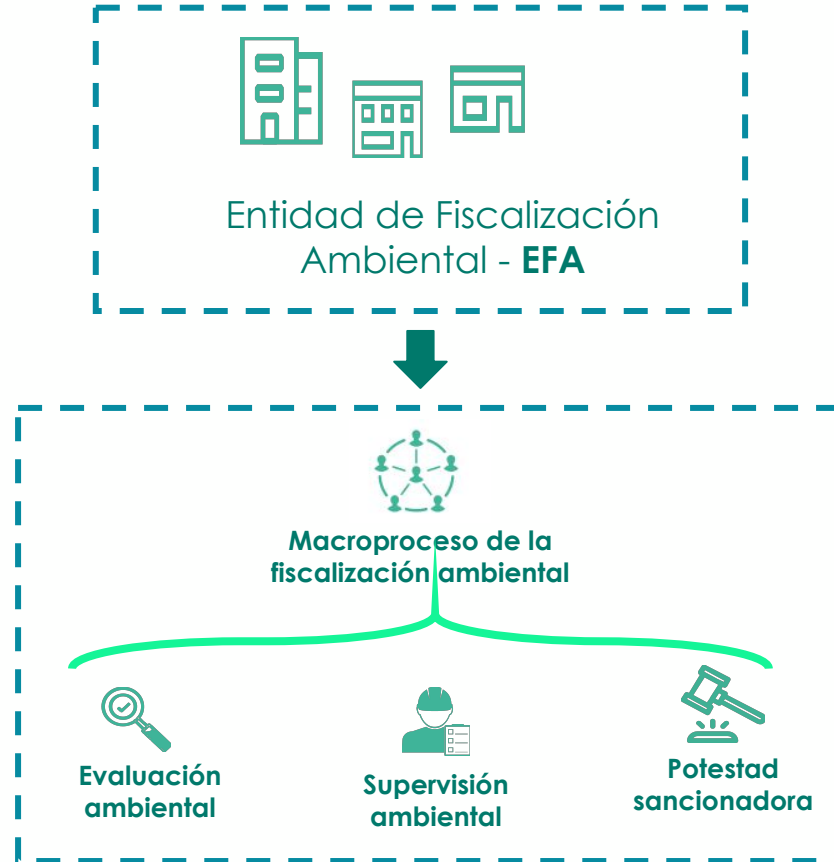 Entidad de Fiscalización
Ambiental - EFA
Macroproceso de la
fiscalización ambiental
Evaluación
ambiental
Supervisión
ambiental
Potestad
sancionadora